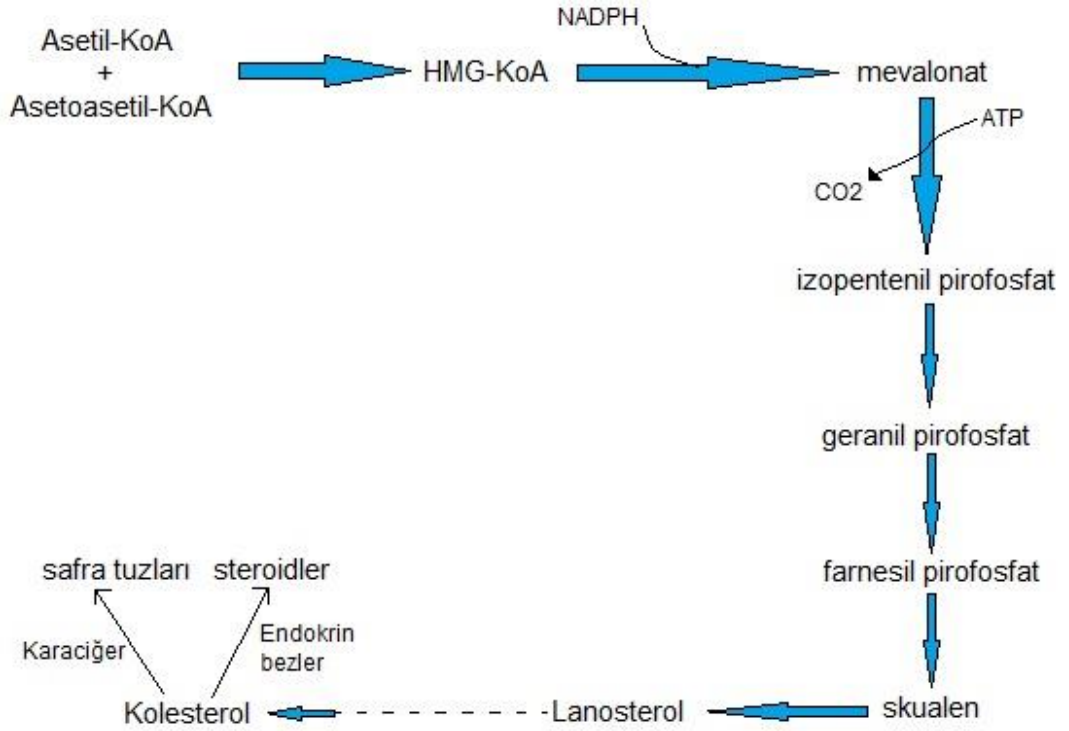 NADPH
Asetil-KoA
+
Asetoasetil-KoA
HMG-KoA
mevalonat
ATP
CO2
izopentenil pirofosfat
geranil pirofosfat
farnesil pirofosfat
safra tuzları steroidler
Karaciğer
Endokrin
bezler
Kolesterol
Lanosterol
skualen